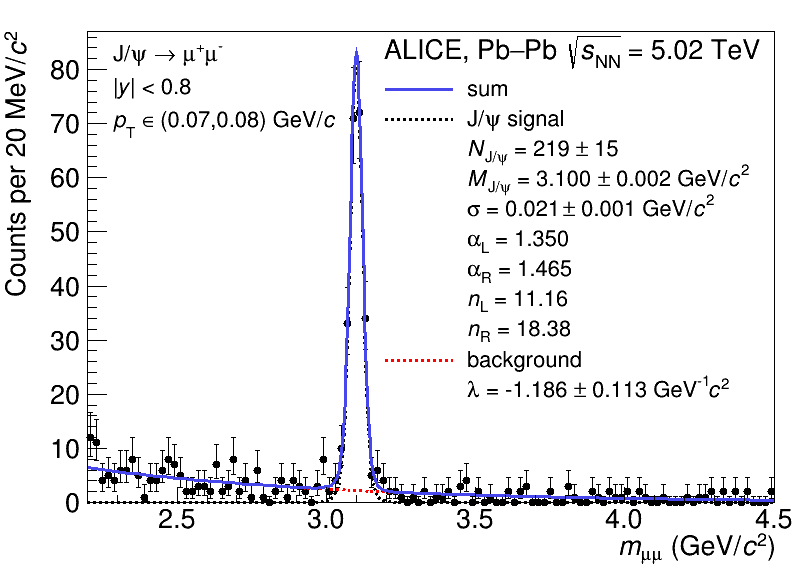 J/ψ → μ⁺μ⁻
|y| < 0.8
p_T ∈ (0.07,0.08) GeV/c
ALICE, Pb–Pb √s_NN = 5.02 TeV
sum
J/ψ signal
N_J/ψ = 219 ± 15
M_J/ψ = 3.100 ± 0.002 GeV/c²
σ = 0.021 ± 0.001 GeV/c²
α_L = 1.350
α_R = 1.465
n_L = 11.16
n_R = 18.38
background
λ = -1.186 ± 0.113 GeV⁻¹c²
Counts per 20 MeV/c²
80
70
60
50
40
30
20
10
0
2.5 3.0 3.5 4.0 4.5
m_μμ (GeV/c²)